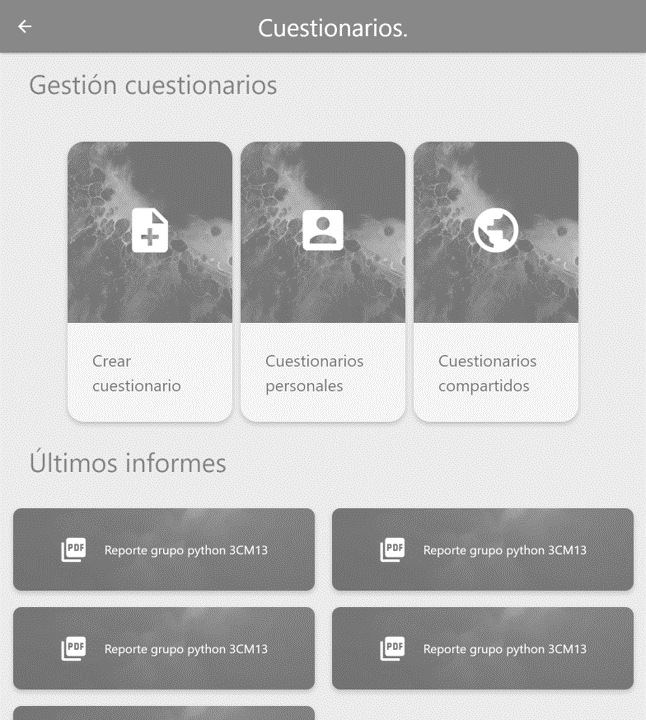 Cuestionarios.
Gestión cuestionarios
Crear
cuestionario
Cuestionarios
personales
Cuestionarios
compartidos
Últimos informes
PDF Reporte grupo python 3CM13
PDF Reporte grupo python 3CM13
PDF Reporte grupo python 3CM13
PDF Reporte grupo python 3CM13